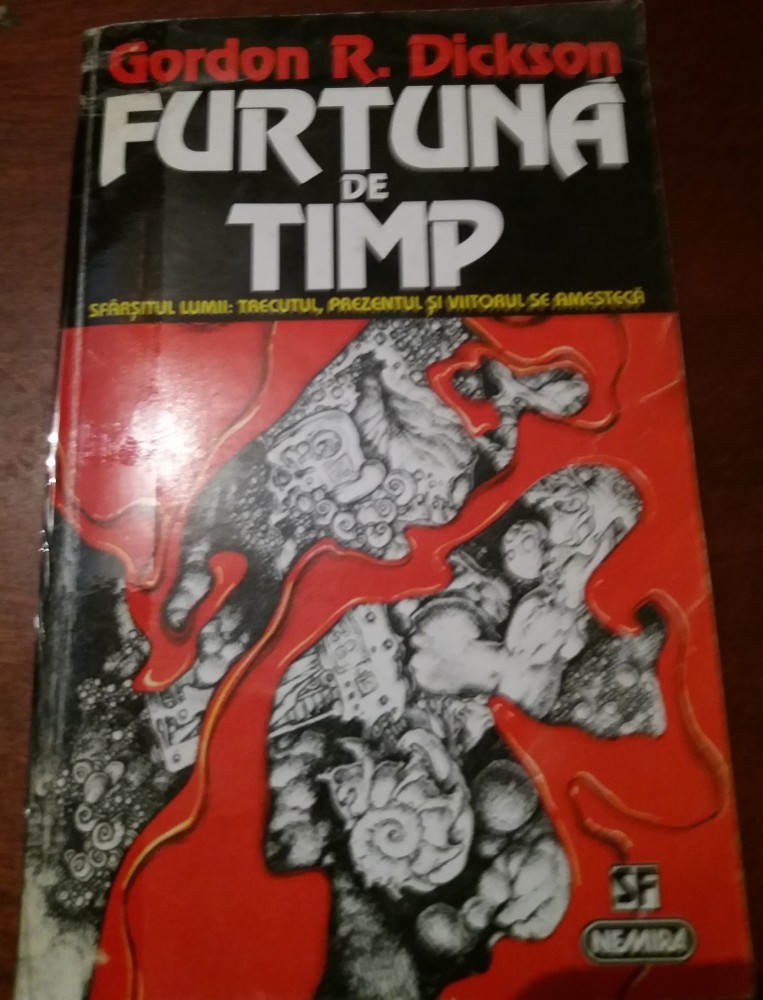 Gordon R. Dickson
FURTUNĂ
DE
TIMP
SFÂRȘITUL LUMII: TRECUTUL, PREZENTUL ȘI VIITORUL SE AMESTECĂ
SF
NEMIRA